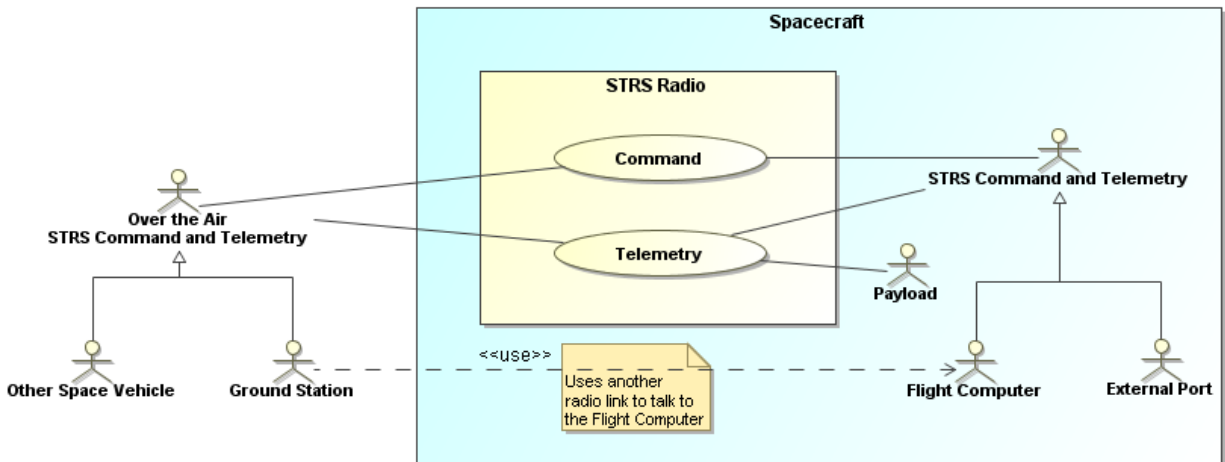 Spacecraft
STRS Radio
Command
STRS Command and Telemetry
Over the Air
STRS Command and Telemetry
Telemetry
Payload
<<use>>
Uses another
radio link to talk to
the Flight Computer
Other Space Vehicle
Ground Station
Flight Computer
External Port